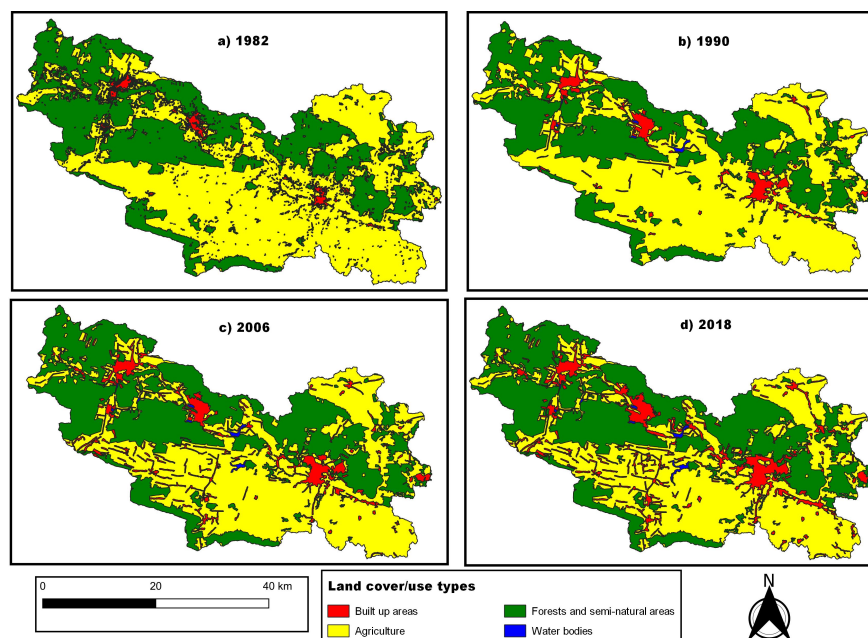 a) 1982
b) 1990
c) 2006
d) 2018
0 20 40 km
Land cover/use types
Built up areas
Forests and semi-natural areas
Agriculture
Water bodies
N